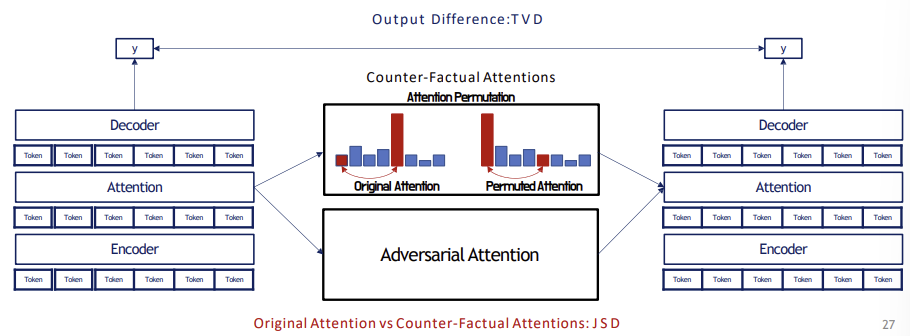 Output Difference:TVD
y
y
Counter-Factual Attentions
Attention Permutation
Decoder
Decoder
Token Token Token Token Token Token
Token Token Token Token Token Token
Original Attention
Permuted Attention
Attention
Attention
Token Token Token Token Token Token
Token Token Token Token Token Token
Encoder
Adversarial Attention
Encoder
Token Token Token Token Token Token
Token Token Token Token Token Token
Original Attention vs Counter-Factual Attentions: JSD
27